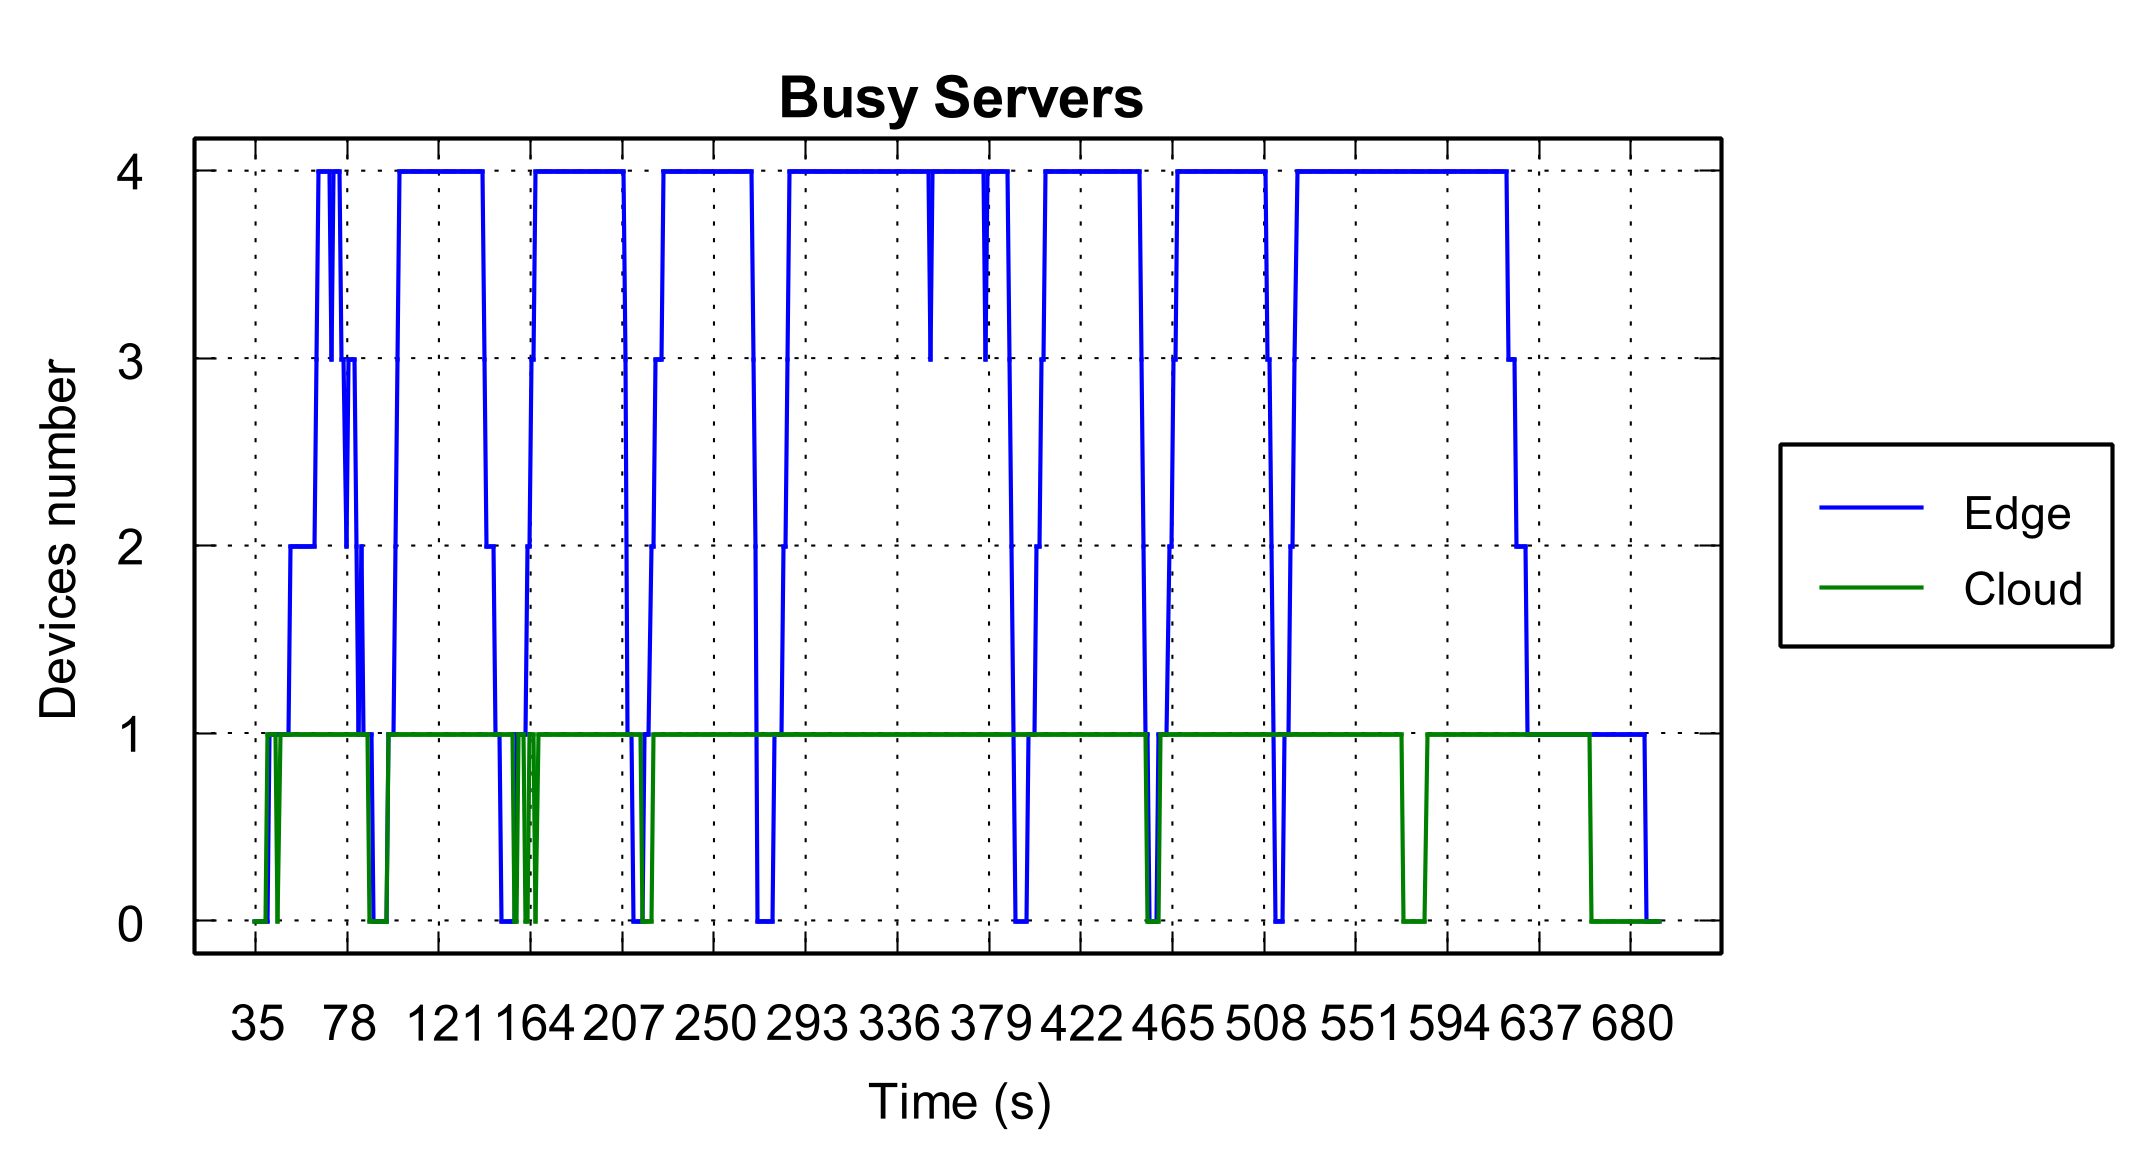 Busy Servers
4
3
2
1
0
Devices number
35 78 121 164 207 250 293 336 379 422 465 508 551 594 637 680
Time (s)
Edge
Cloud